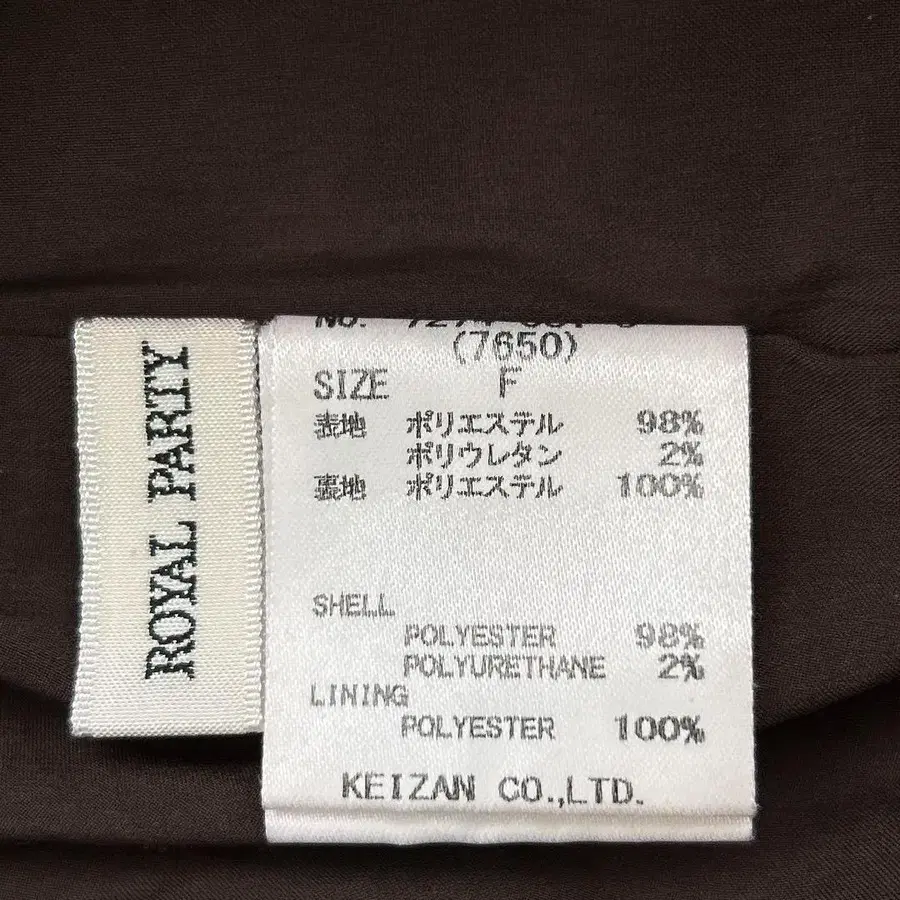 ROYAL PARTY
No.
(7650)
SIZE F
表地 ポリエステル 98%
ポリウレタン 2%
裏地 ポリエステル 100%
SHELL
POLYESTER 98%
POLYURETHANE 2%
LINING
POLYESTER 100%
KEIZAN CO.,LTD.